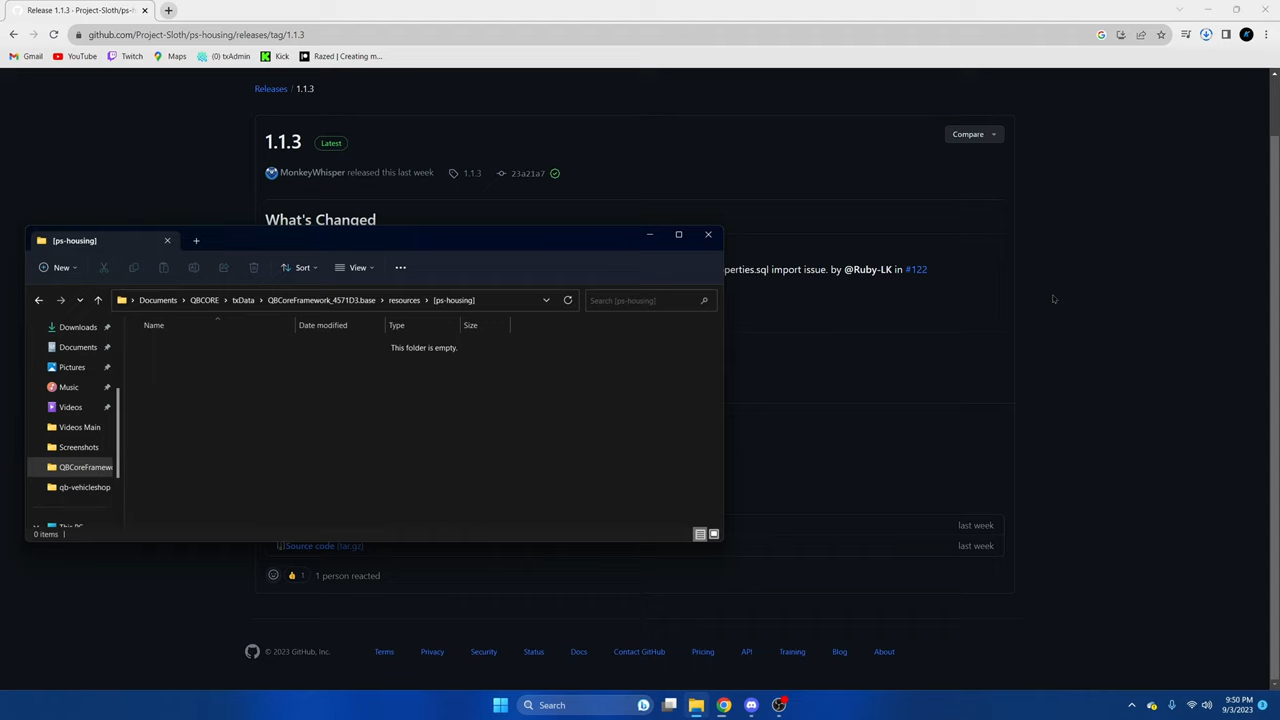 Release 1.1.3 · Project-Sloth/ps-h
github.com/Project-Sloth/ps-housing/releases/tag/1.1.3
Gmail YouTube Twitch Maps (0) txAdmin Kick Razed | Creating m...
Releases / 1.1.3
1.1.3 Latest Compare
MonkeyWhisper released this last week 1.1.3 23a21a7
What's Changed
[ps-housing]
New Sort View
perties.sql import issue. by @Ruby-LK in #122
Documents QBCORE txData QBCoreFramework_4571D3.base resources [ps-housing] Search [ps-housing]
Name Date modified Type Size
Downloads
This folder is empty.
Documents
Pictures
Music
Videos
Videos Main
Screenshots
QBCoreFramewo
qb-vehicleshop
This PC
last week
0 items
Source code (tar.gz) last week
1 1 person reacted
© 2023 GitHub, Inc. Terms Privacy Security Status Docs Contact GitHub Pricing API Training Blog About
Search
9:50 PM
9/3/2023